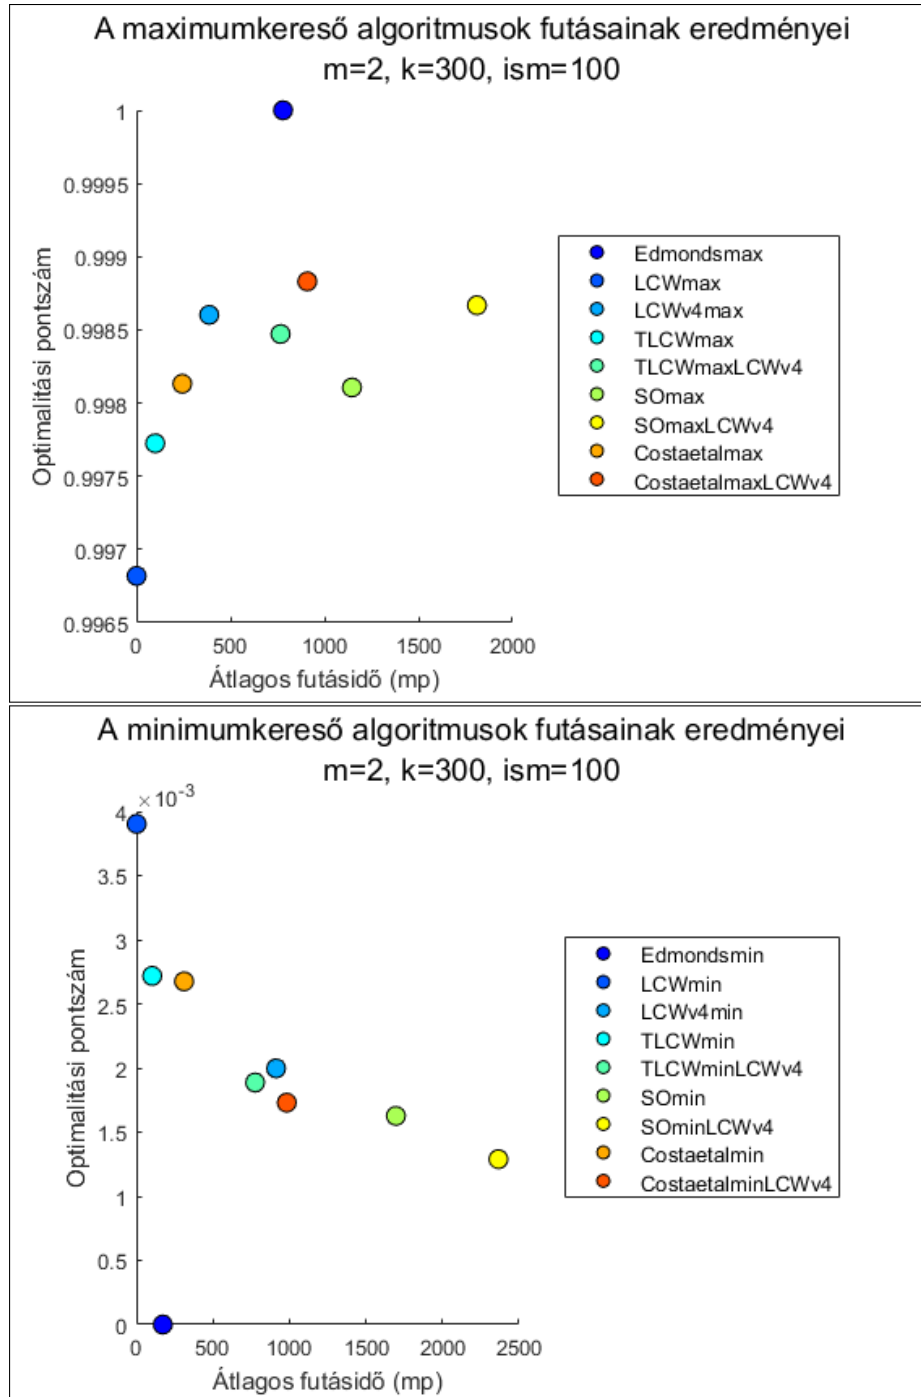 A maximumkereső algoritmusok futásainak eredményei
m=2, k=300, ism=100
1
0.9995
0.999
0.9985
0.998
0.9975
0.997
0.9965
Optimalitási pontszám
0 500 1000 1500 2000
Átlagos futásidő (mp)
Edmondsmax
LCWmax
LCWv4max
TLCWmax
TLCWmaxLCWv4
SOmax
SOmaxLCWv4
Costaetalmax
CostaetalmaxLCWv4
A minimumkereső algoritmusok futásainak eredményei
m=2, k=300, ism=100
×10⁻³
4
3.5
3
2.5
2
1.5
1
0.5
0
Optimalitási pontszám
0 500 1000 1500 2000 2500
Átlagos futásidő (mp)
Edmondsmin
LCWmin
LCWv4min
TLCWmin
TLCWminLCWv4
SOmin
SOminLCWv4
Costaetalmin
CostaetalminLCWv4